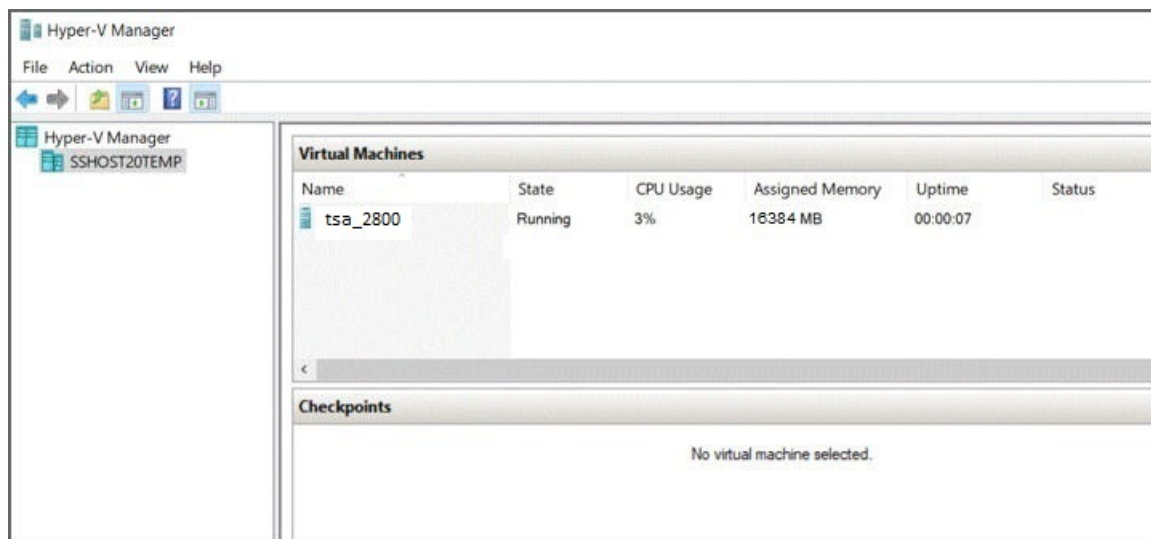 Hyper-V Manager
File Action View Help
Hyper-V Manager
SSHOST20TEMP
Virtual Machines
Name State CPU Usage Assigned Memory Uptime Status
tsa_2800 Running 3% 16384 MB 00:00:07
Checkpoints
No virtual machine selected.